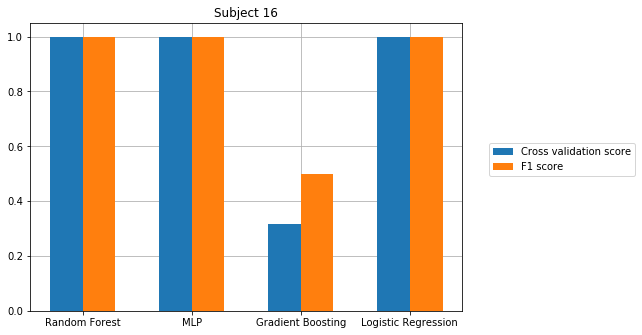 Subject 16
1.0
0.8
0.6
0.4
0.2
0.0
Random Forest MLP Gradient Boosting Logistic Regression
Cross validation score
F1 score